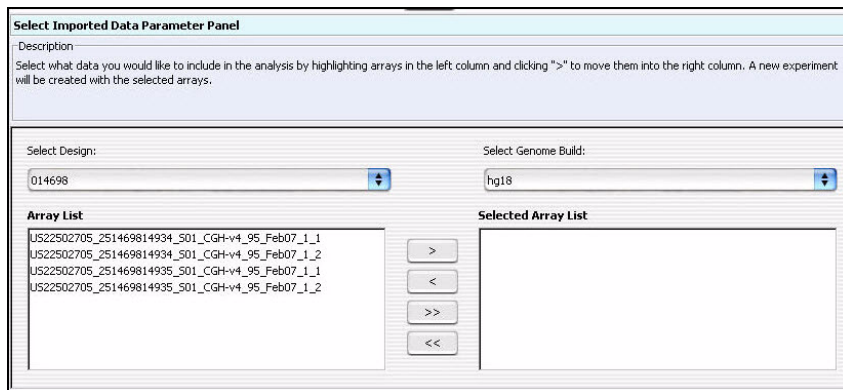 Select Imported Data Parameter Panel
Description
Select what data you would like to include in the analysis by highlighting arrays in the left column and clicking ">" to move them into the right column. A new experiment
will be created with the selected arrays.
Select Design:
Select Genome Build:
014698
hg18
Array List
Selected Array List
US22502705_251469814934_S01_CGH-v4_95_Feb07_1_1
US22502705_251469814934_S01_CGH-v4_95_Feb07_1_2
US22502705_251469814935_S01_CGH-v4_95_Feb07_1_1
US22502705_251469814935_S01_CGH-v4_95_Feb07_1_2
>
<
>>
<<